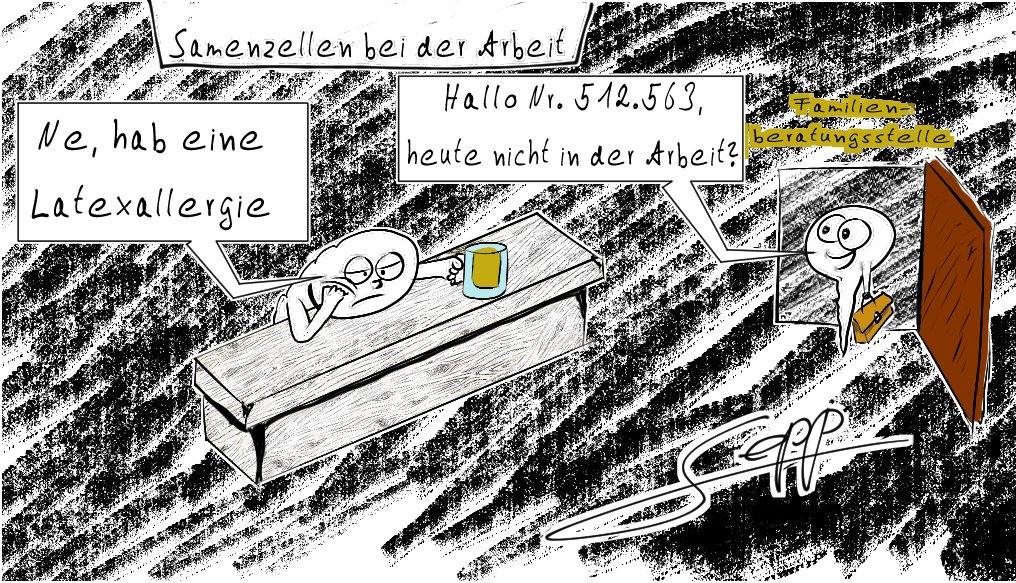 Samenzellen bei der Arbeit
Hallo Nr. 512.563,
heute nicht in der Arbeit?
Ne, hab eine
Latexallergie
Familien-
beratungsstelle
Sepp